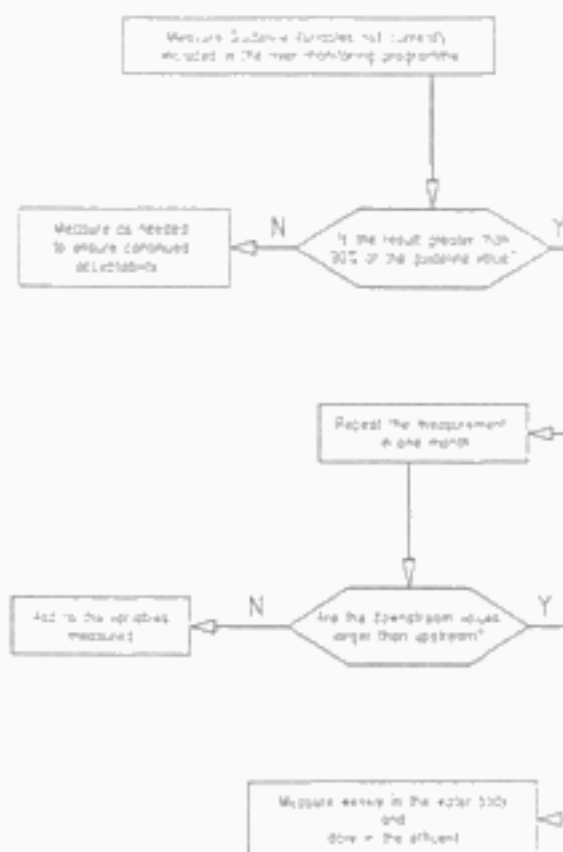 Measure Guideline Variables not currently
included in the river monitoring programme
Measure as needed
to ensure continued
N
Is the result greater than
of the guideline value?
Y
Repeat the measurement
in one month
Add to the variables
measured
N
Are the downstream values
larger than upstream?
Y
Measure in the water body
and
in the effluent